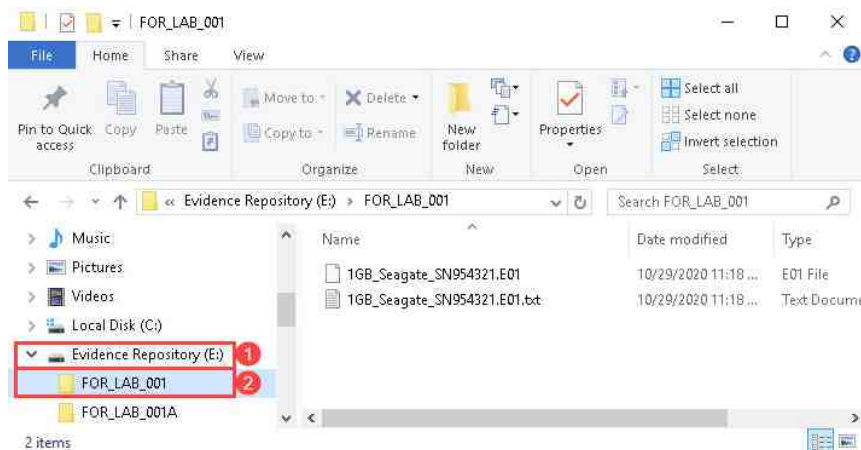 FOR_LAB_001
File Home Share View
Pin to Quick access
Copy
Paste
Clipboard
Move to
Copy to
Delete
Rename
Organize
New folder
New
Properties
Open
Select all
Select none
Invert selection
Select
« Evidence Repository (E:) › FOR_LAB_001
Search FOR_LAB_001
Music
Pictures
Videos
Local Disk (C:)
Evidence Repository (E:) 1
FOR_LAB_001 2
FOR_LAB_001A
Name Date modified Type
1GB_Seagate_SN954321.E01 10/29/2020 11:18 ... E01 File
1GB_Seagate_SN954321.E01.txt 10/29/2020 11:18 ... Text Docume
2 items